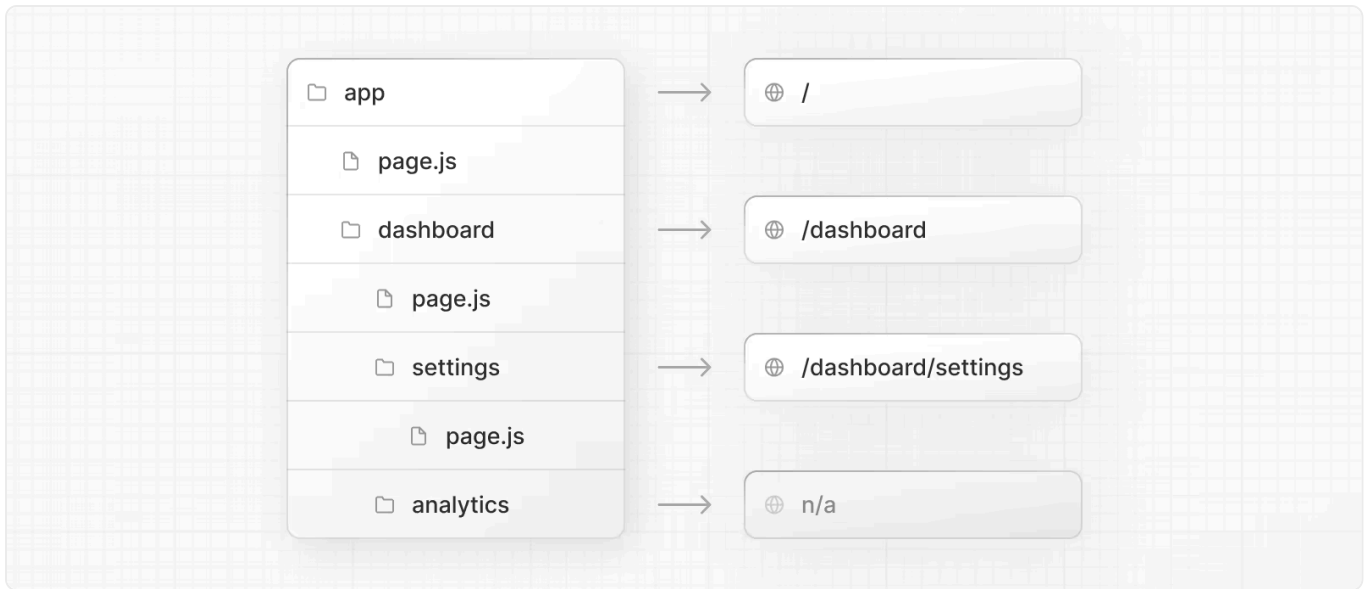 app
/
page.js
dashboard
/dashboard
page.js
settings
/dashboard/settings
page.js
analytics
n/a